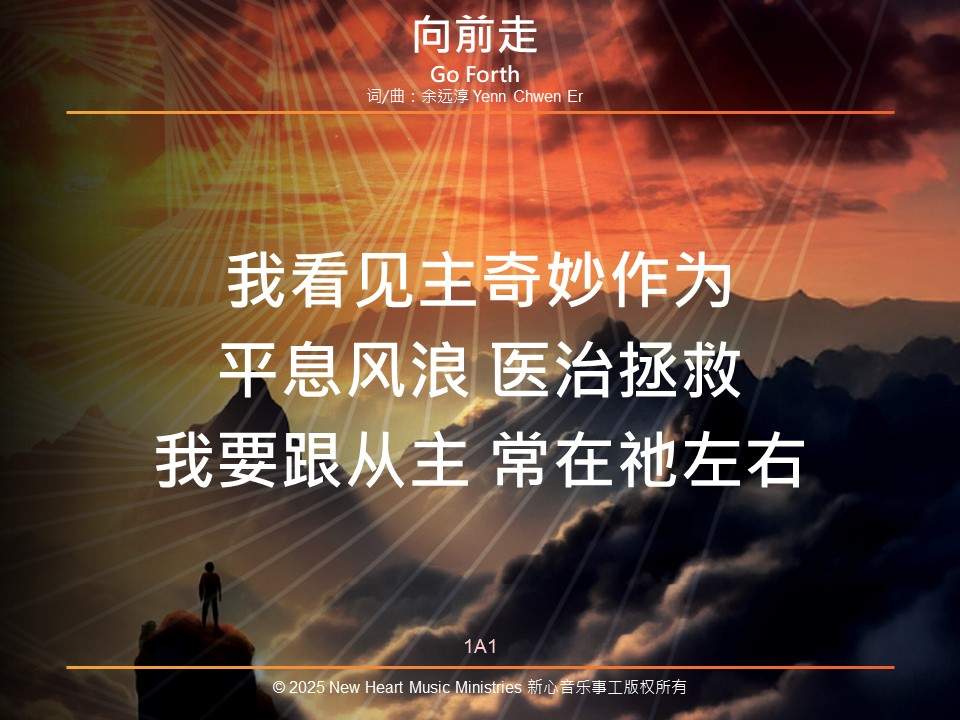 向前走
Go Forth
词/曲：余远淳 Yenn Chwen Er
我看见主奇妙作为
平息风浪 医治拯救
我要跟从主 常在祂左右
1A1
© 2025 New Heart Music Ministries 新心音乐事工版权所有